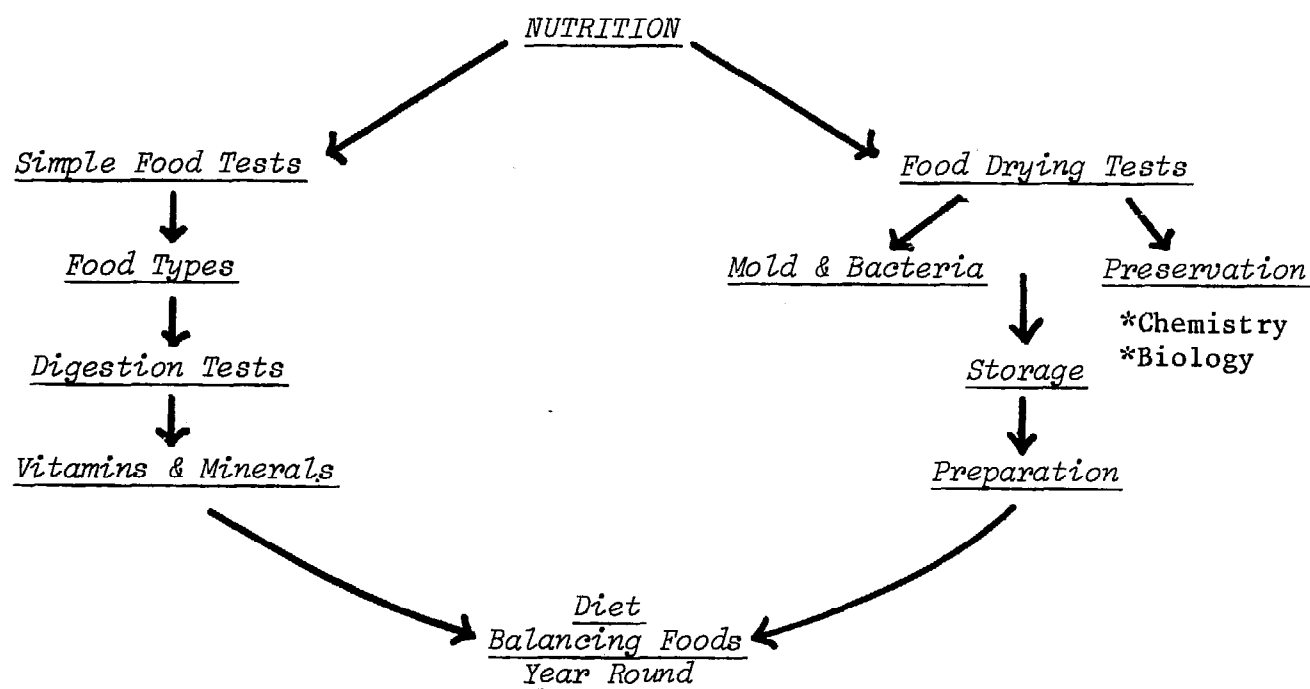 NUTRITION
Simple Food Tests
Food Drying Tests
Food Types
Mold & Bacteria
Preservation
*Chemistry
*Biology
Digestion Tests
Storage
Vitamins & Minerals
Preparation
Diet
Balancing Foods
Year Round